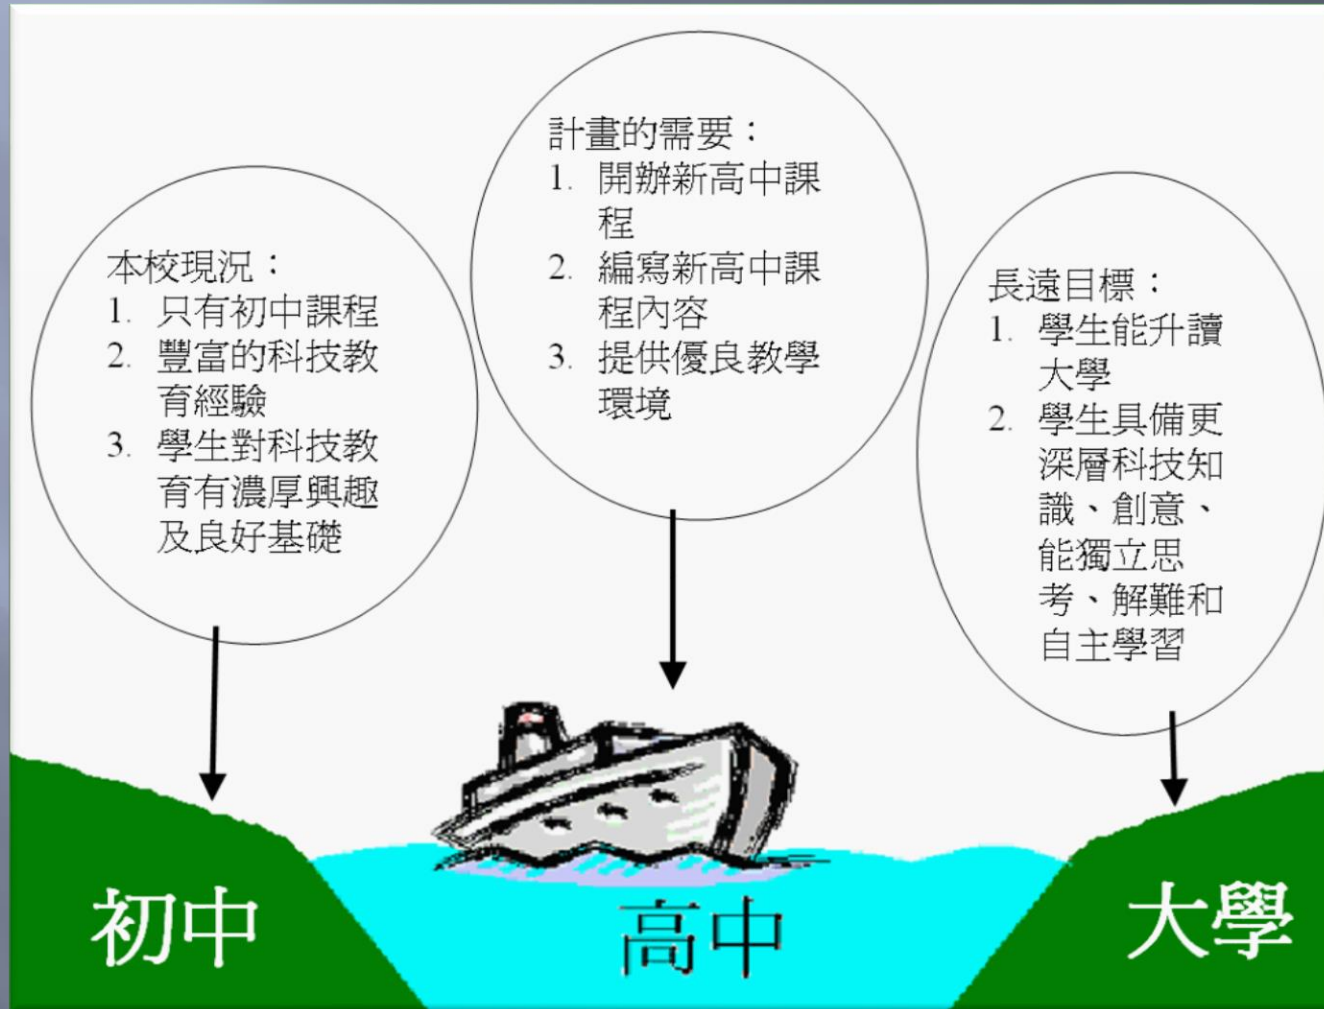 本校現況：
1. 只有初中課程
2. 豐富的科技教
育經驗
3. 學生對科技教
育有濃厚興趣
及良好基礎
計畫的需要：
1. 開辦新高中課
程
2. 編寫新高中課
程內容
3. 提供優良教學
環境
長遠目標：
1. 學生能升讀
大學
2. 學生具備更
深層科技知
識、創意、
能獨立思
考、解難和
自主學習
初中
高中
大學